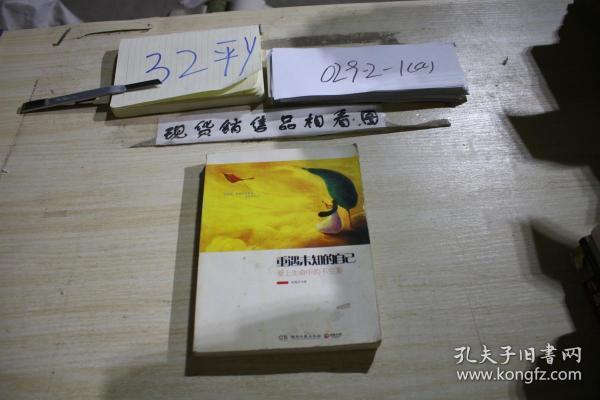 32平Y
029-2-1(a)
现货销售品相看图
重遇未知的自己
爱上生命中的不完美
孔夫子旧书网
www.kongfz.com